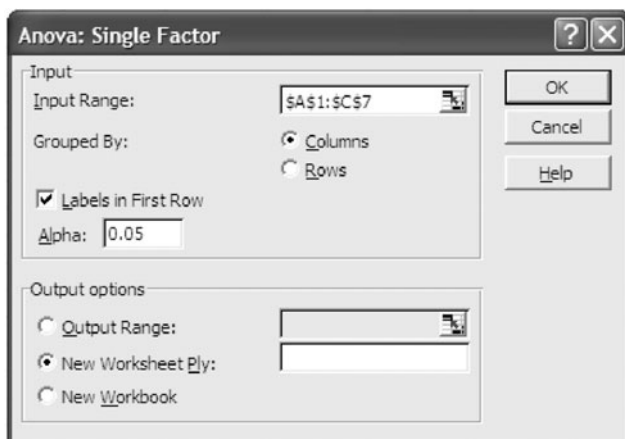 Anova: Single Factor
Input
Input Range:
$A$1:$C$7
Grouped By:
Columns
Rows
Labels in First Row
Alpha:
0.05
OK
Cancel
Help
Output options
Output Range:
New Worksheet Ply:
New Workbook